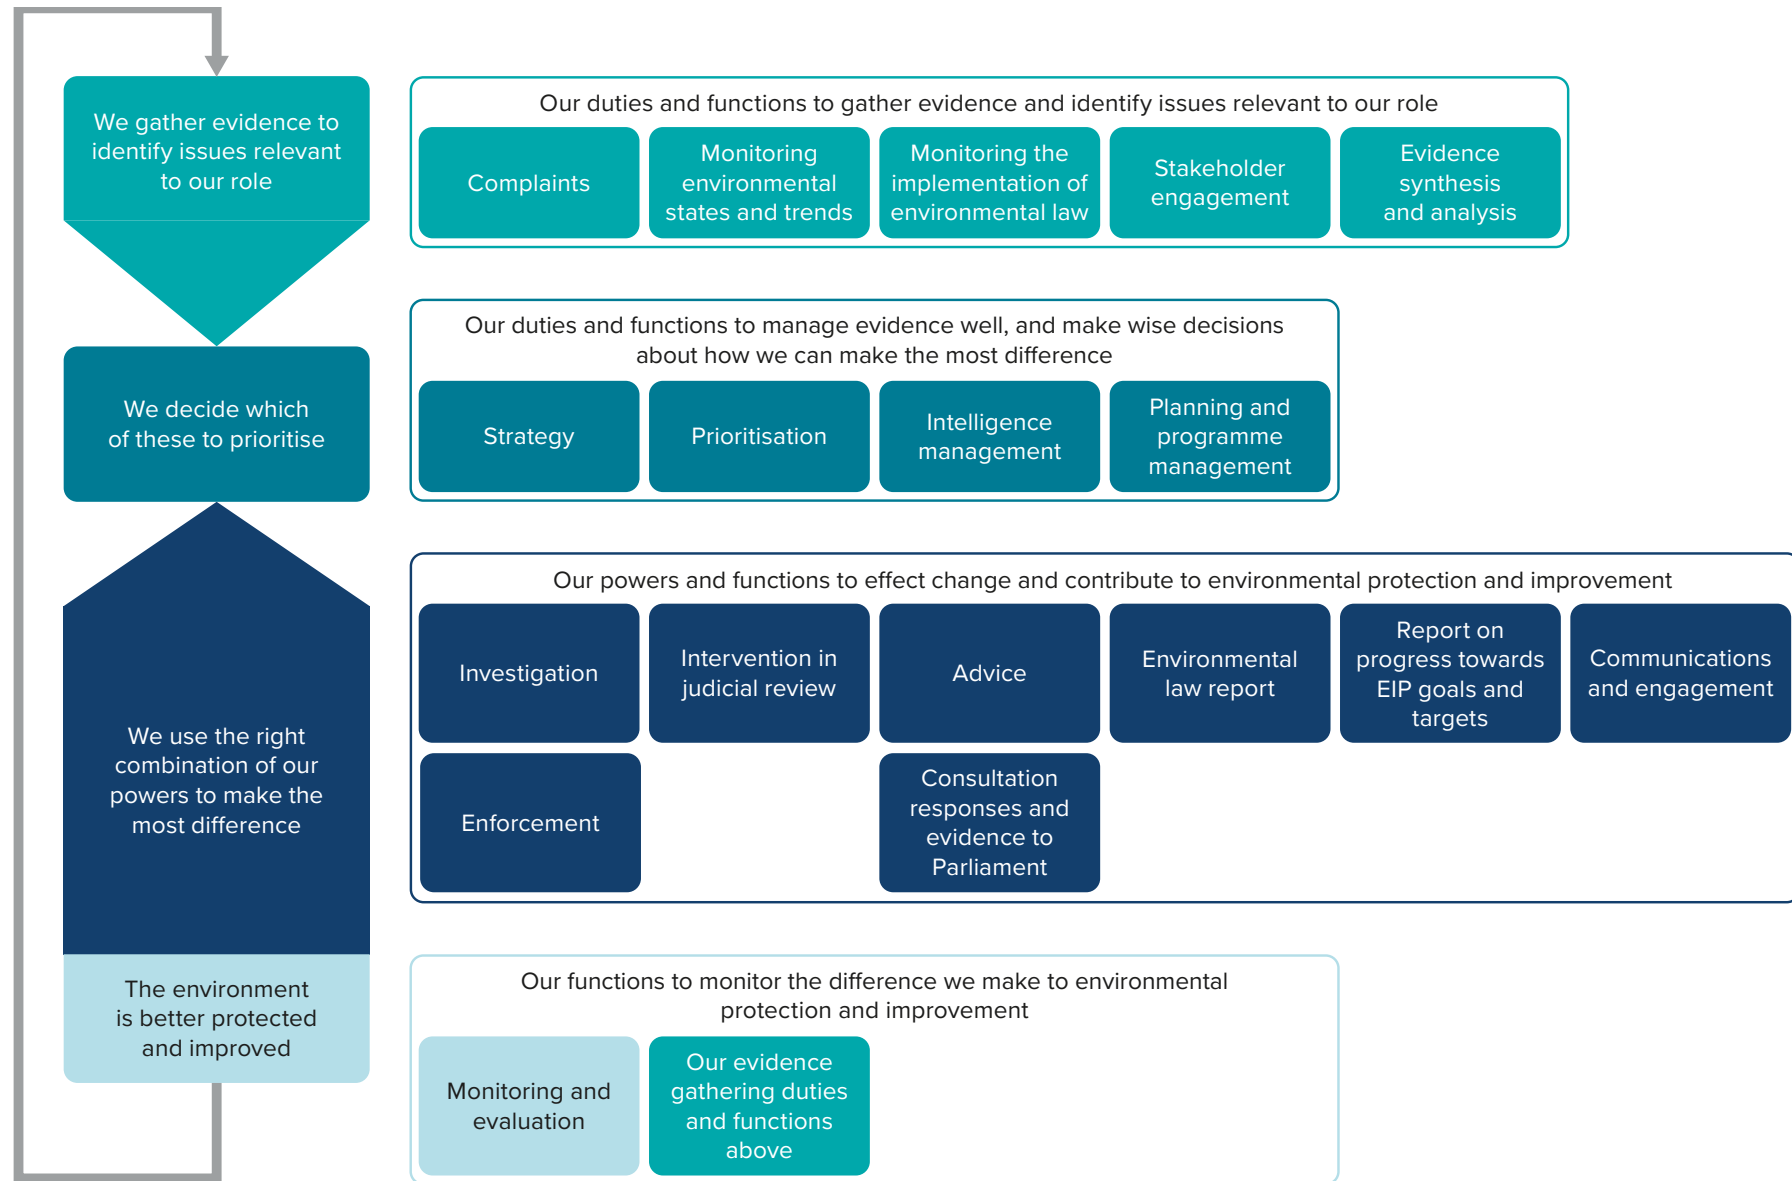 We gather evidence to
identify issues relevant
to our role
Our duties and functions to gather evidence and identify issues relevant to our role
Complaints
Monitoring
environmental
states and trends
Monitoring the
implementation of
environmental law
Stakeholder
engagement
Evidence
synthesis
and analysis
We decide which
of these to prioritise
Our duties and functions to manage evidence well, and make wise decisions
about how we can make the most difference
Strategy
Prioritisation
Intelligence
management
Planning and
programme
management
We use the right
combination of our
powers to make the
most difference
Our powers and functions to effect change and contribute to environmental protection and improvement
Investigation
Intervention in
judicial review
Advice
Environmental
law report
Report on
progress towards
EIP goals and
targets
Communications
and engagement
Enforcement
Consultation
responses and
evidence to
Parliament
The environment
is better protected
and improved
Our functions to monitor the difference we make to environmental
protection and improvement
Monitoring and
evaluation
Our evidence
gathering duties
and functions
above